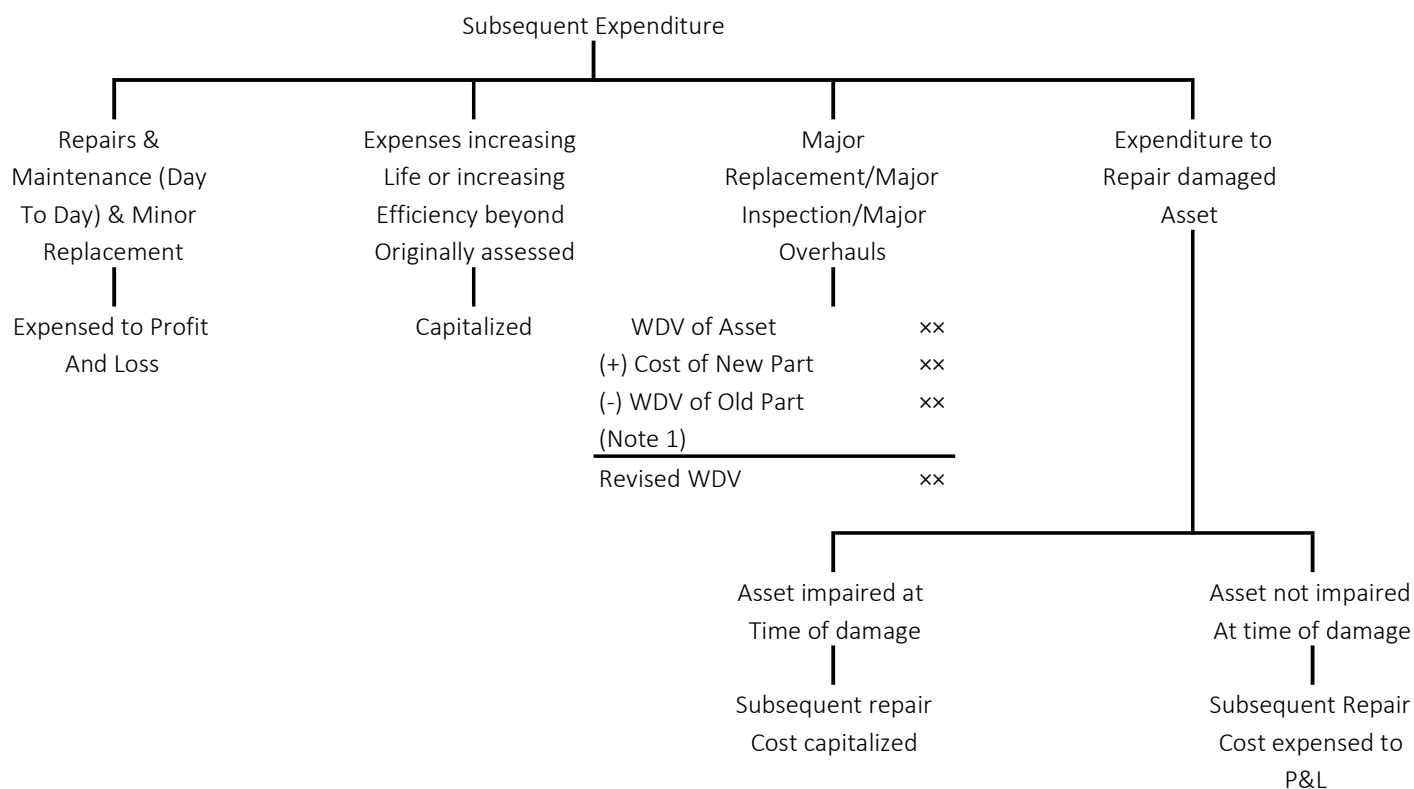 Subsequent Expenditure
Repairs &
Maintenance (Day
To Day) & Minor
Replacement
Expensed to Profit
And Loss
Expenses increasing
Life or increasing
Efficiency beyond
Originally assessed
Capitalized
Major
Replacement/Major
Inspection/Major
Overhauls
WDV of Asset ××
(+) Cost of New Part ××
(-) WDV of Old Part ××
(Note 1)
Revised WDV ××
Expenditure to
Repair damaged
Asset
Asset impaired at
Time of damage
Subsequent repair
Cost capitalized
Asset not impaired
At time of damage
Subsequent Repair
Cost expensed to
P&L